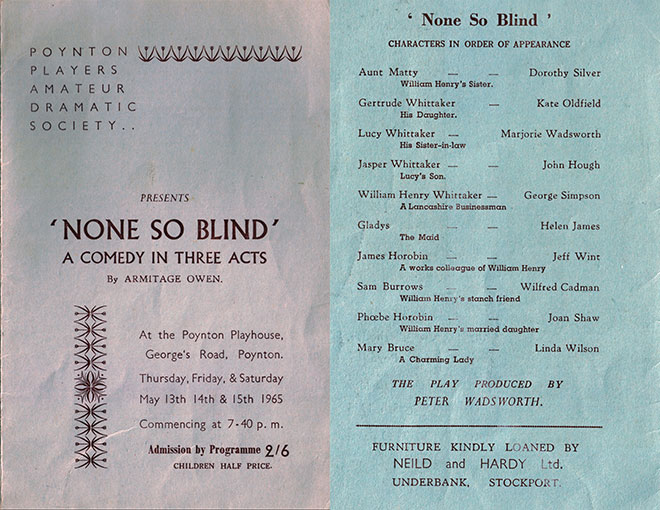 POYNTON
PLAYERS
AMATEUR
DRAMATIC
SOCIETY..
PRESENTS
‘NONE SO BLIND’
A COMEDY IN THREE ACTS
By ARMITAGE OWEN.
At the Poynton Playhouse,
George's Road, Poynton.
Thursday, Friday, & Saturday
May 13th 14th & 15th 1965
Commencing at 7-40 p. m.
Admission by Programme 2/6
CHILDREN HALF PRICE.
‘ None So Blind ’
CHARACTERS IN ORDER OF APPEARANCE
Aunt Matty — — Dorothy Silver
William Henry's Sister.
Gertrude Whittaker — Kate Oldfield
His Daughter.
Lucy Whittaker — Marjorie Wadsworth
His Sister-in-law
Jasper Whittaker — — John Hough
Lucy's Son.
William Henry Whittaker — George Simpson
A Lancashire Businessman
Gladys — — Helen James
The Maid
James Horobin — — Jeff Wint
A works colleague of William Henry
Sam Burrows — — Wilfred Cadman
William Henry's stanch friend
Phœbe Horobin — — Joan Shaw
William Henry's married daughter
Mary Bruce — — Linda Wilson
A Charming Lady
THE PLAY PRODUCED BY
PETER WADSWORTH.
FURNITURE KINDLY LOANED BY
NEILD and HARDY Ltd.
UNDERBANK, STOCKPORT.